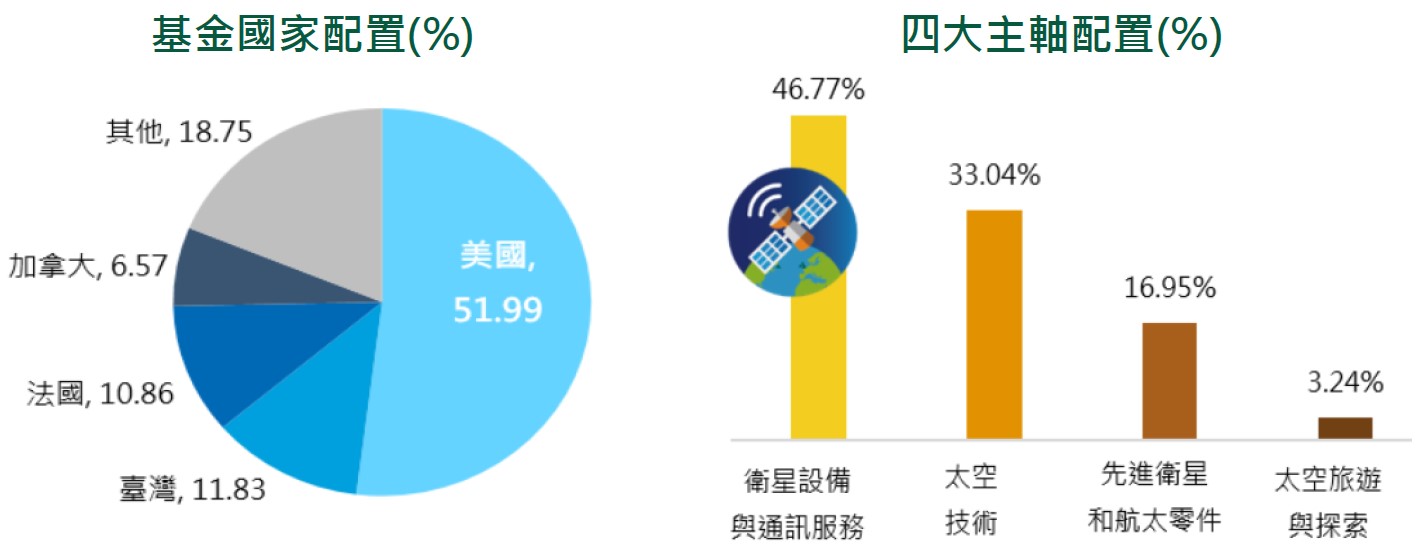 基金國家配置(%)
其他, 18.75
加拿大, 6.57
美國,
51.99
法國, 10.86
臺灣, 11.83
四大主軸配置(%)
46.77%
33.04%
16.95%
3.24%
衛星設備
與通訊服務
太空
技術
先進衛星
和航太零件
太空旅遊
與探索